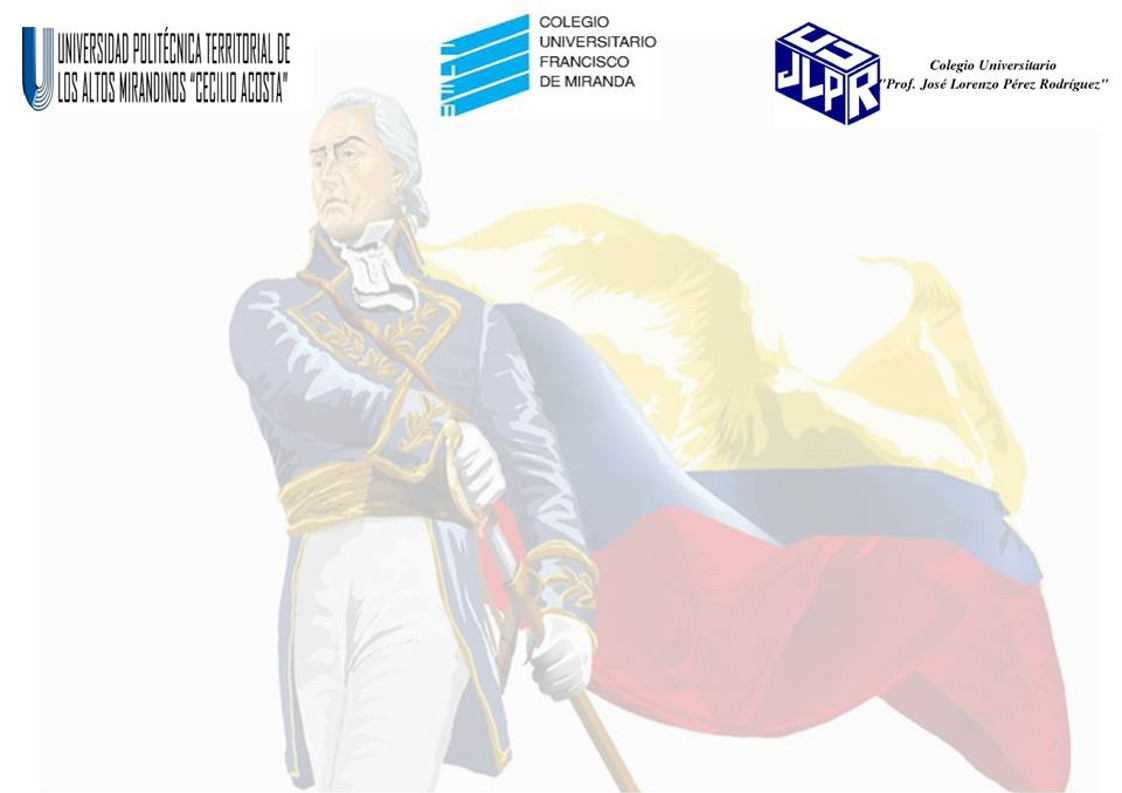 UNIVERSIDAD POLITÉCNICA TERRITORIAL DE
LOS ALTOS MIRANDINOS "CECILIO ACOSTA"
COLEGIO
UNIVERSITARIO
FRANCISCO
DE MIRANDA
CUJLPR
Colegio Universitario
"Prof. José Lorenzo Pérez Rodríguez"